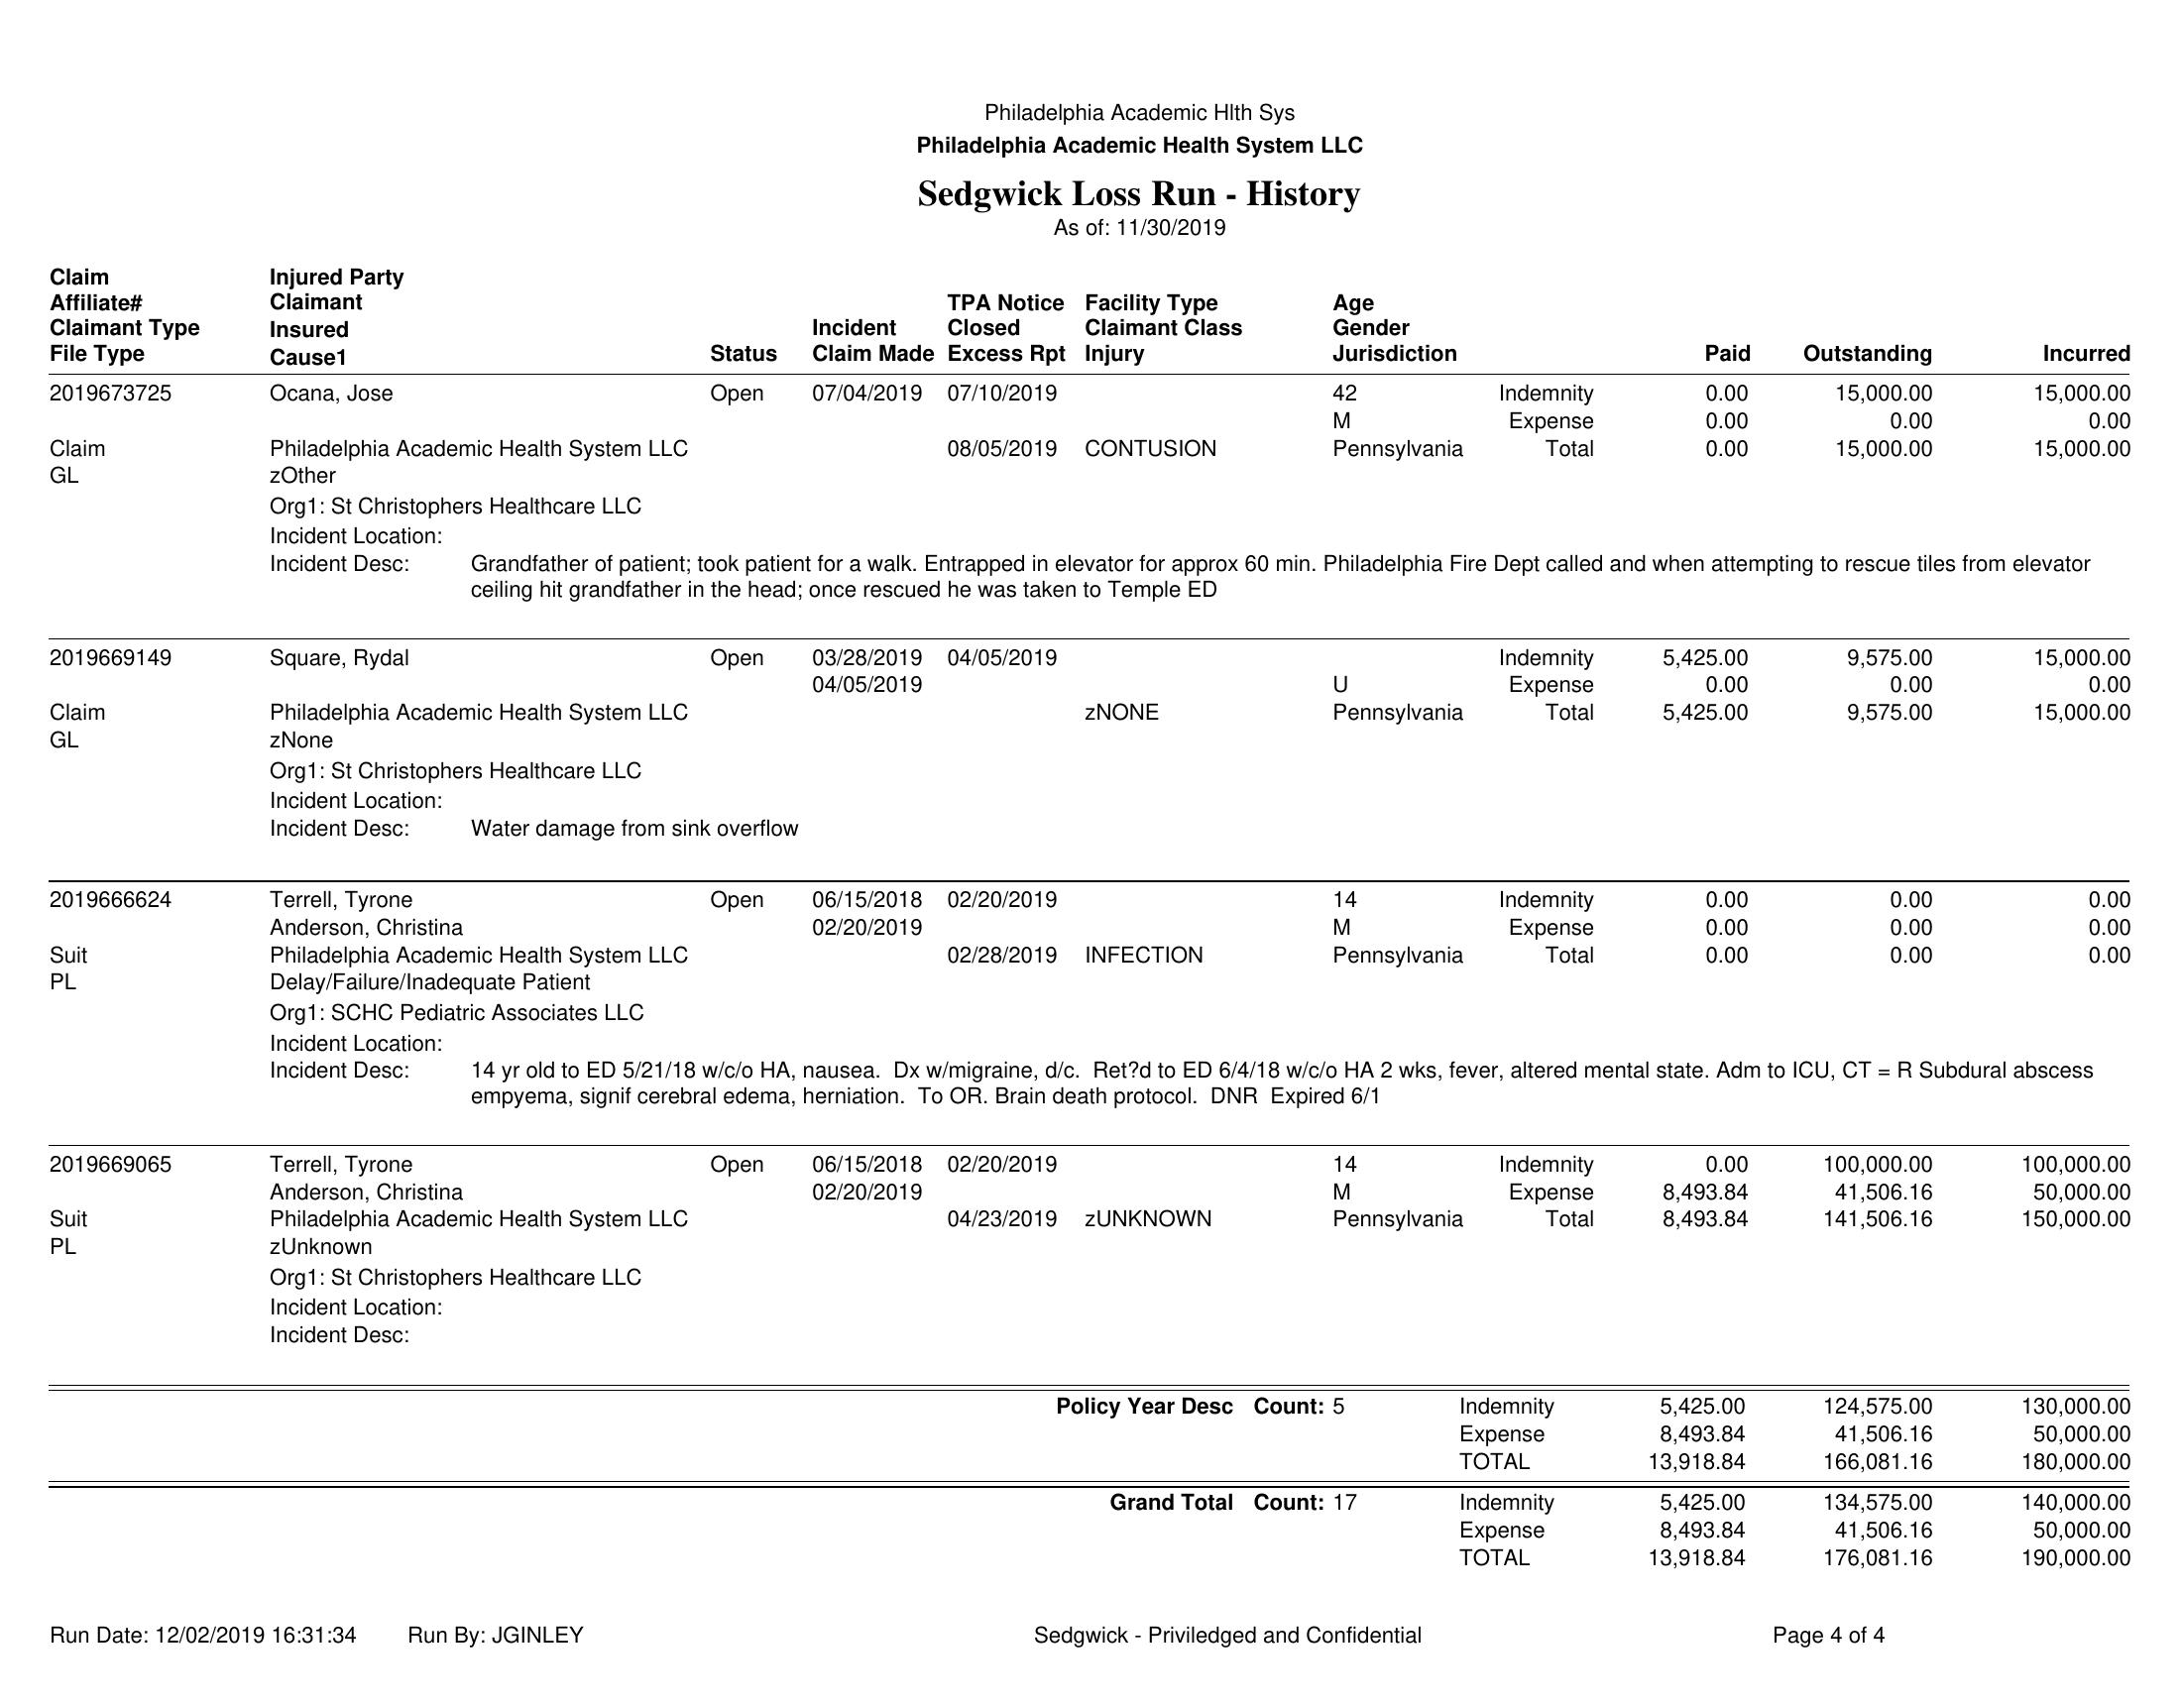 Philadelphia Academic Hlth Sys
Philadelphia Academic Health System LLC
Sedgwick Loss Run - History
As of: 11/30/2019
Claim Injured Party
Affiliate# Claimant TPA Notice Facility Type Age
Claimant Type Insured Incident Closed Claimant Class Gender
File Type Cause1 Status Claim Made Excess Rpt Injury Jurisdiction Paid Outstanding Incurred
2019673725 Ocana, Jose Open 07/04/2019 07/10/2019 42 Indemnity 0.00 15,000.00 15,000.00
M Expense 0.00 0.00 0.00
Claim Philadelphia Academic Health System LLC 08/05/2019 CONTUSION Pennsylvania Total 0.00 15,000.00 15,000.00
GL zOther
Org1: St Christophers Healthcare LLC
Incident Location:
Incident Desc: Grandfather of patient; took patient for a walk. Entrapped in elevator for approx 60 min. Philadelphia Fire Dept called and when attempting to rescue tiles from elevator
ceiling hit grandfather in the head; once rescued he was taken to Temple ED
2019669149 Square, Rydal Open 03/28/2019 04/05/2019 Indemnity 5,425.00 9,575.00 15,000.00
04/05/2019 U Expense 0.00 0.00 0.00
Claim Philadelphia Academic Health System LLC zNONE Pennsylvania Total 5,425.00 9,575.00 15,000.00
GL zNone
Org1: St Christophers Healthcare LLC
Incident Location:
Incident Desc: Water damage from sink overflow
2019666624 Terrell, Tyrone Open 06/15/2018 02/20/2019 14 Indemnity 0.00 0.00 0.00
Anderson, Christina 02/20/2019 M Expense 0.00 0.00 0.00
Suit Philadelphia Academic Health System LLC 02/28/2019 INFECTION Pennsylvania Total 0.00 0.00 0.00
PL Delay/Failure/Inadequate Patient
Org1: SCHC Pediatric Associates LLC
Incident Location:
Incident Desc: 14 yr old to ED 5/21/18 w/c/o HA, nausea. Dx w/migraine, d/c. Ret?d to ED 6/4/18 w/c/o HA 2 wks, fever, altered mental state. Adm to ICU, CT = R Subdural abscess
empyema, signif cerebral edema, herniation. To OR. Brain death protocol. DNR Expired 6/1
2019669065 Terrell, Tyrone Open 06/15/2018 02/20/2019 14 Indemnity 0.00 100,000.00 100,000.00
Anderson, Christina 02/20/2019 M Expense 8,493.84 41,506.16 50,000.00
Suit Philadelphia Academic Health System LLC 04/23/2019 zUNKNOWN Pennsylvania Total 8,493.84 141,506.16 150,000.00
PL zUnknown
Org1: St Christophers Healthcare LLC
Incident Location:
Incident Desc:
Policy Year Desc Count: 5 Indemnity 5,425.00 124,575.00 130,000.00
Expense 8,493.84 41,506.16 50,000.00
TOTAL 13,918.84 166,081.16 180,000.00
Grand Total Count: 17 Indemnity 5,425.00 134,575.00 140,000.00
Expense 8,493.84 41,506.16 50,000.00
TOTAL 13,918.84 176,081.16 190,000.00
Run Date: 12/02/2019 16:31:34 Run By: JGINLEY Sedgwick - Priviledged and Confidential Page 4 of 4